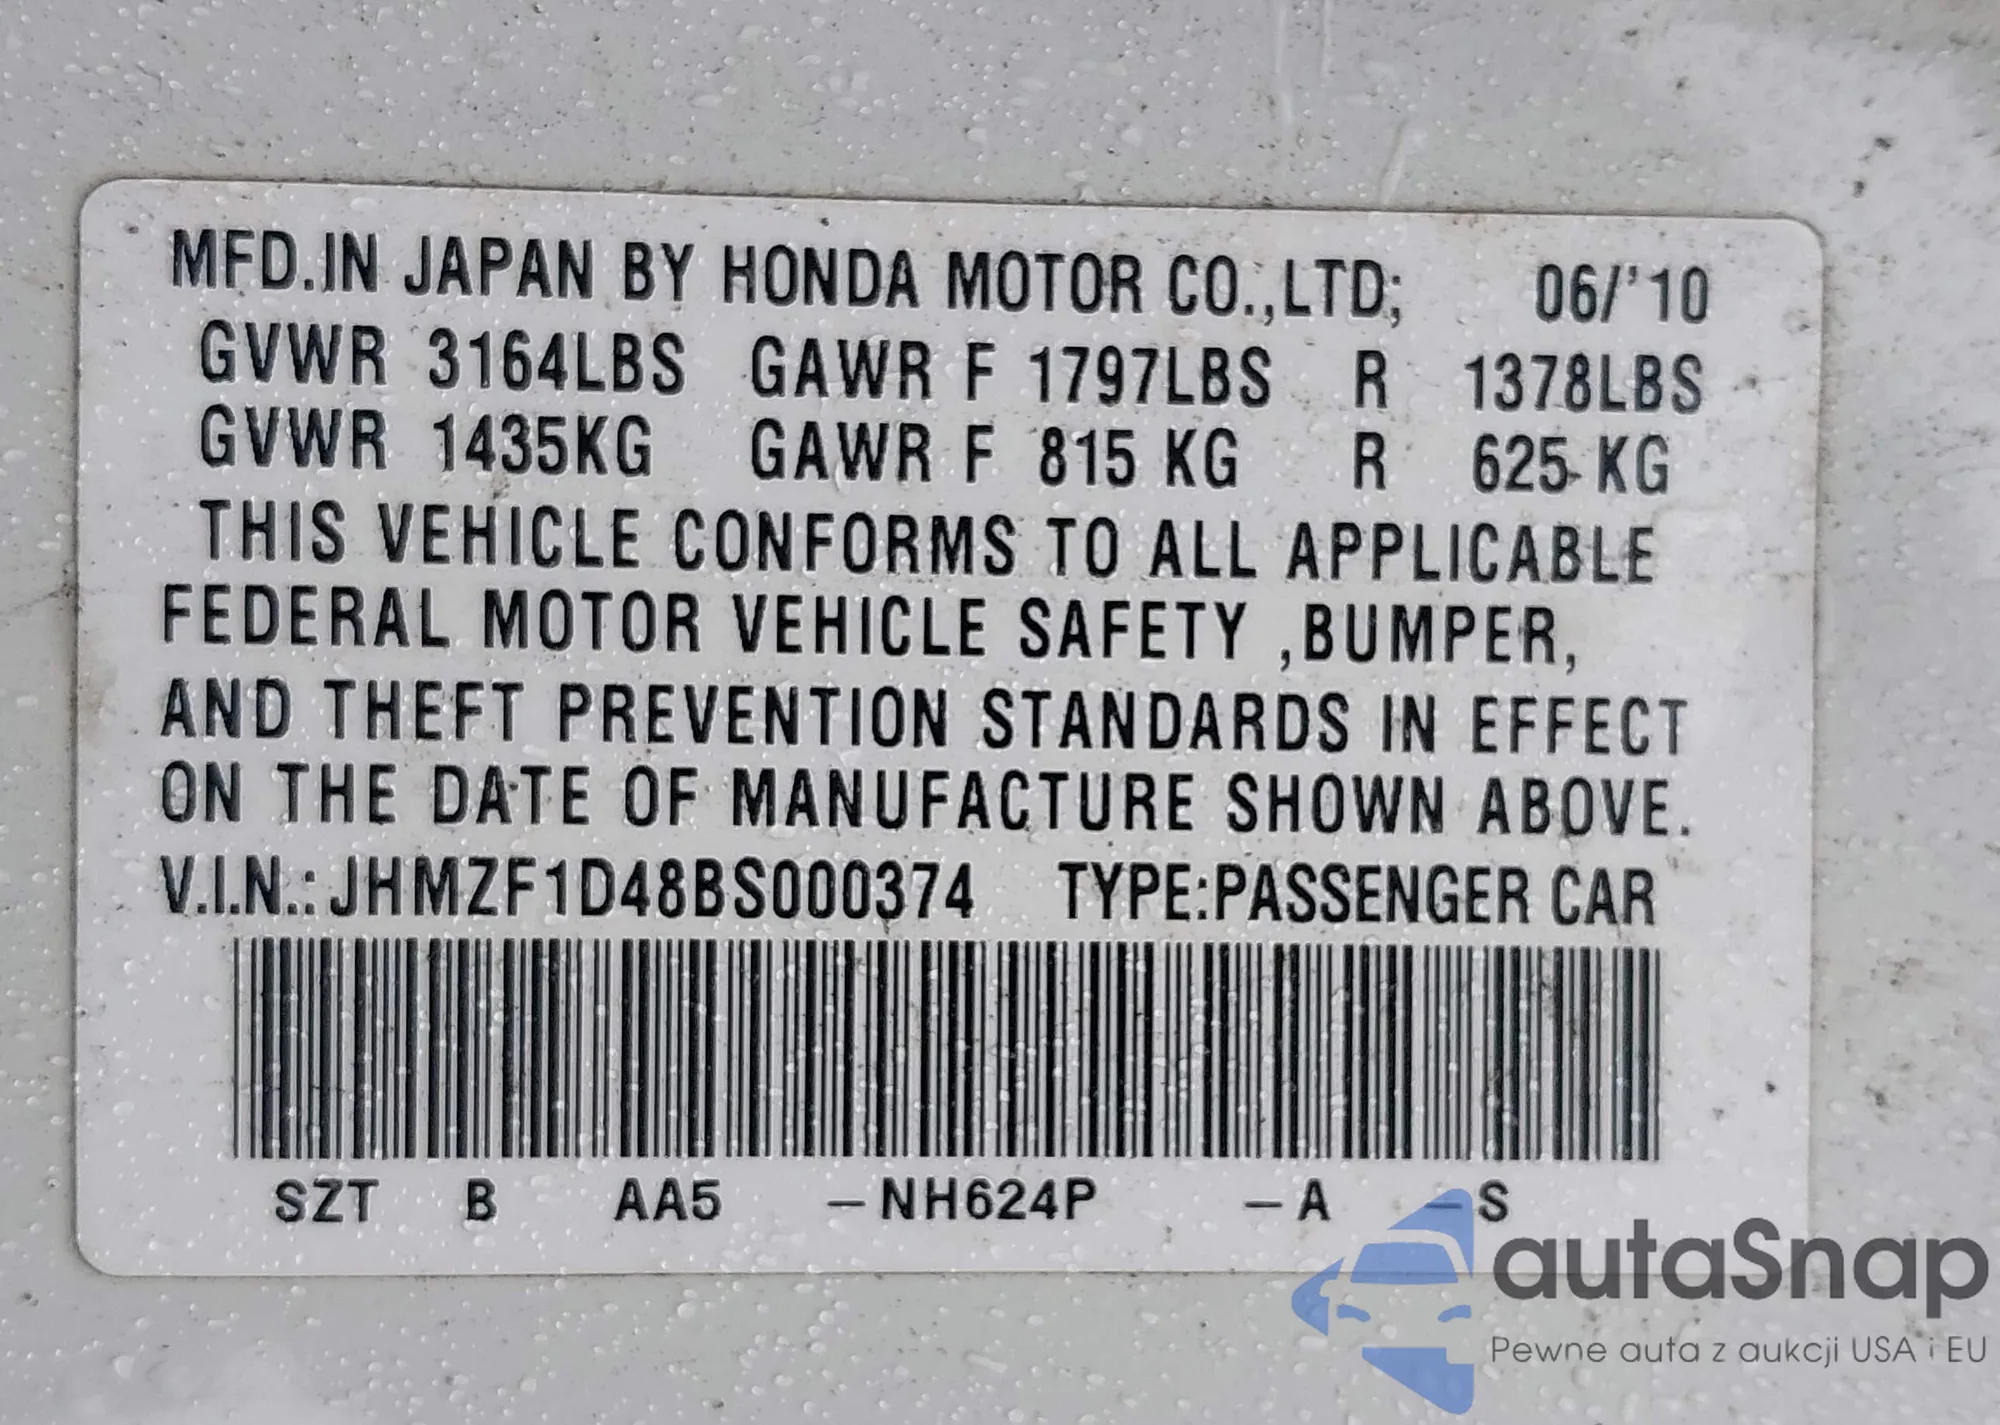 MFD.IN JAPAN BY HONDA MOTOR CO.,LTD; 06/'10
GVWR 3164LBS GAWR F 1797LBS R 1378LBS
GVWR 1435KG GAWR F 815 KG R 625 KG
THIS VEHICLE CONFORMS TO ALL APPLICABLE
FEDERAL MOTOR VEHICLE SAFETY ,BUMPER,
AND THEFT PREVENTION STANDARDS IN EFFECT
ON THE DATE OF MANUFACTURE SHOWN ABOVE.
V.I.N.: JHMZF1D48BS000374 TYPE:PASSENGER CAR
SZT B AA5 –NH624P –A –S
autaSnap
Pewne auta z aukcji USA i EU